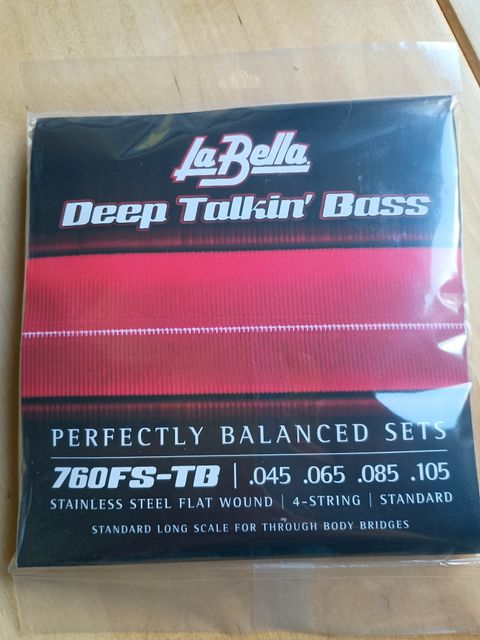 La Bella
Deep Talkin' Bass
PERFECTLY BALANCED SETS
760FS-TB | .045 .065 .085 .105
STAINLESS STEEL FLAT WOUND | 4-STRING | STANDARD
STANDARD LONG SCALE FOR THROUGH BODY BRIDGES